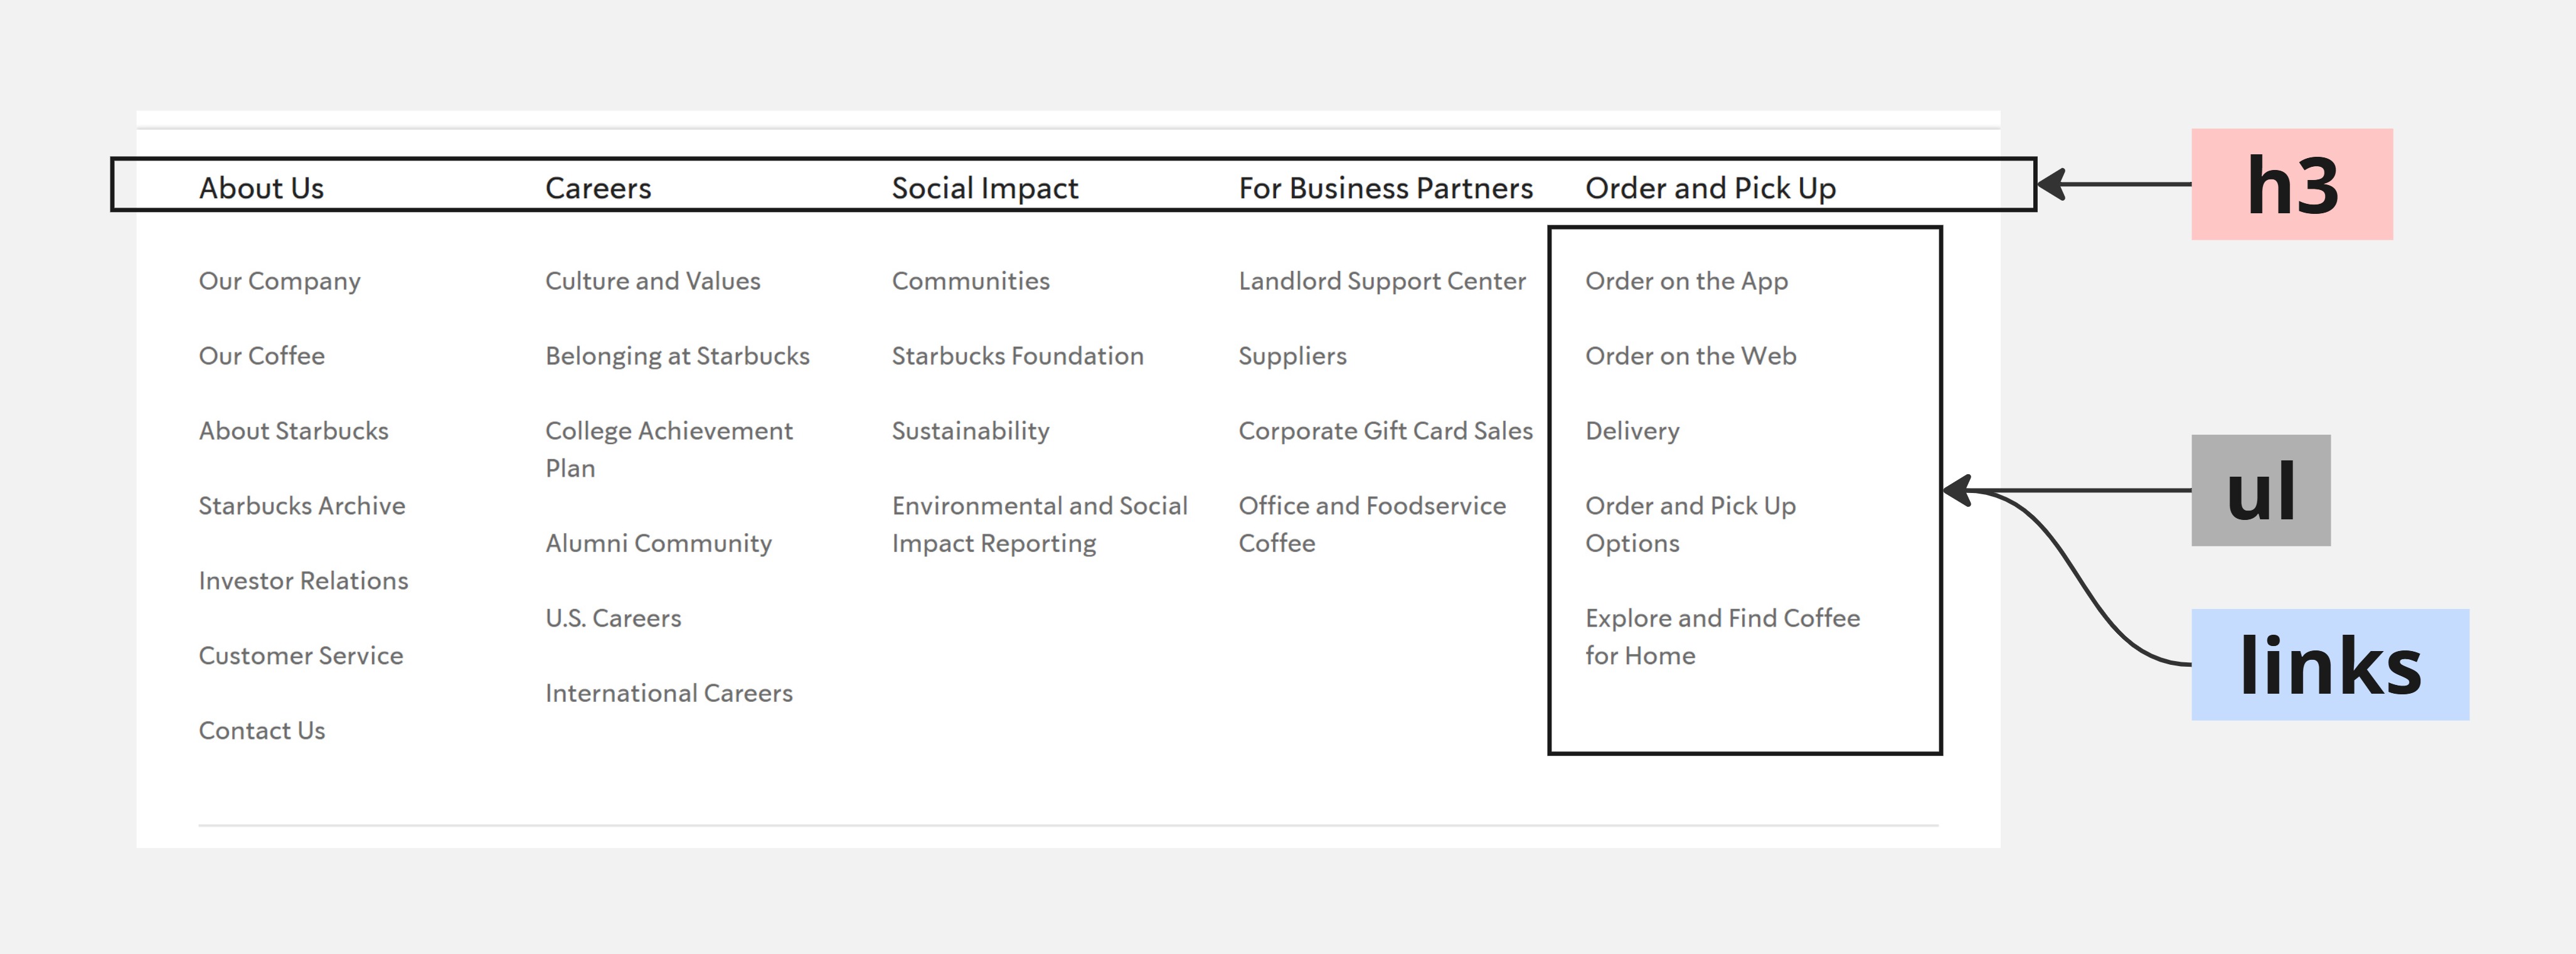 About Us
Careers
Social Impact
For Business Partners
Order and Pick Up
h3
Our Company
Our Coffee
About Starbucks
Starbucks Archive
Investor Relations
Customer Service
Contact Us
Culture and Values
Belonging at Starbucks
College Achievement
Plan
Alumni Community
U.S. Careers
International Careers
Communities
Starbucks Foundation
Sustainability
Environmental and Social
Impact Reporting
Landlord Support Center
Suppliers
Corporate Gift Card Sales
Office and Foodservice
Coffee
Order on the App
Order on the Web
Delivery
Order and Pick Up
Options
Explore and Find Coffee
for Home
ul
links